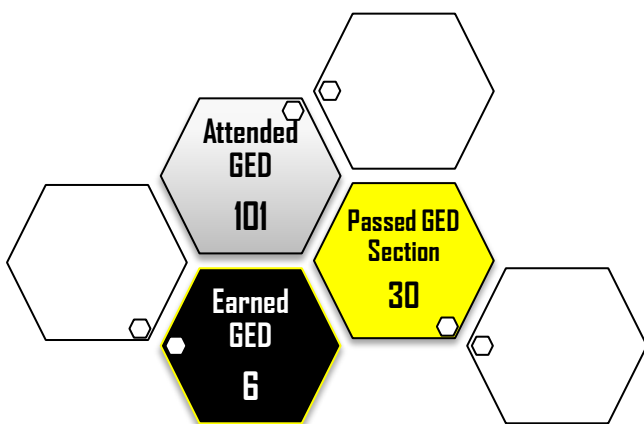 Attended
GED
101
Passed GED
Section
30
Earned
GED
6